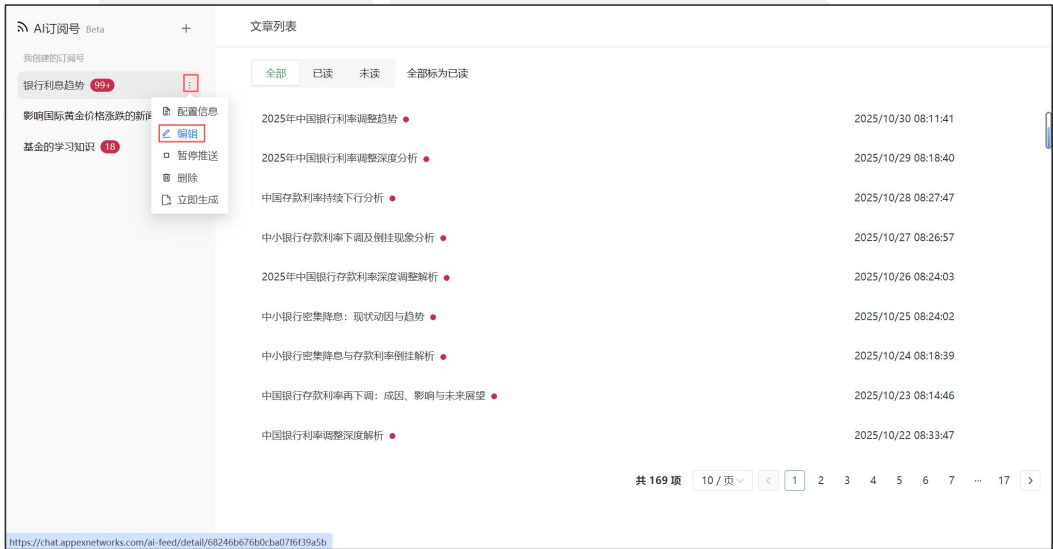 AI订阅号 Beta +
文章列表
我创建的订阅号
银行利息趋势 99+
影响国际黄金价格涨跌的新闻
基金的学习知识 18
配置信息
编辑
暂停推送
删除
立即生成
全部 已读 未读 全部标为已读
2025年中国银行利率调整趋势 2025/10/30 08:11:41
2025年中国银行利率调整深度分析 2025/10/29 08:18:40
中国存款利率持续下行分析 2025/10/28 08:27:47
中小银行存款利率下调及倒挂现象分析 2025/10/27 08:26:57
2025年中国银行存款利率深度调整解析 2025/10/26 08:24:03
中小银行密集降息：现状动因与趋势 2025/10/25 08:24:02
中小银行密集降息与存款利率倒挂解析 2025/10/24 08:18:39
中国银行存款利率再下调：成因、影响与未来展望 2025/10/23 08:14:46
中国银行利率调整深度解析 2025/10/22 08:33:47
共 169 项 10 / 页 < 1 2 3 4 5 6 7 ··· 17 >
https://chat.appexnetworks.com/ai-feed/detail/68246b676b0cba07f6f39a5b